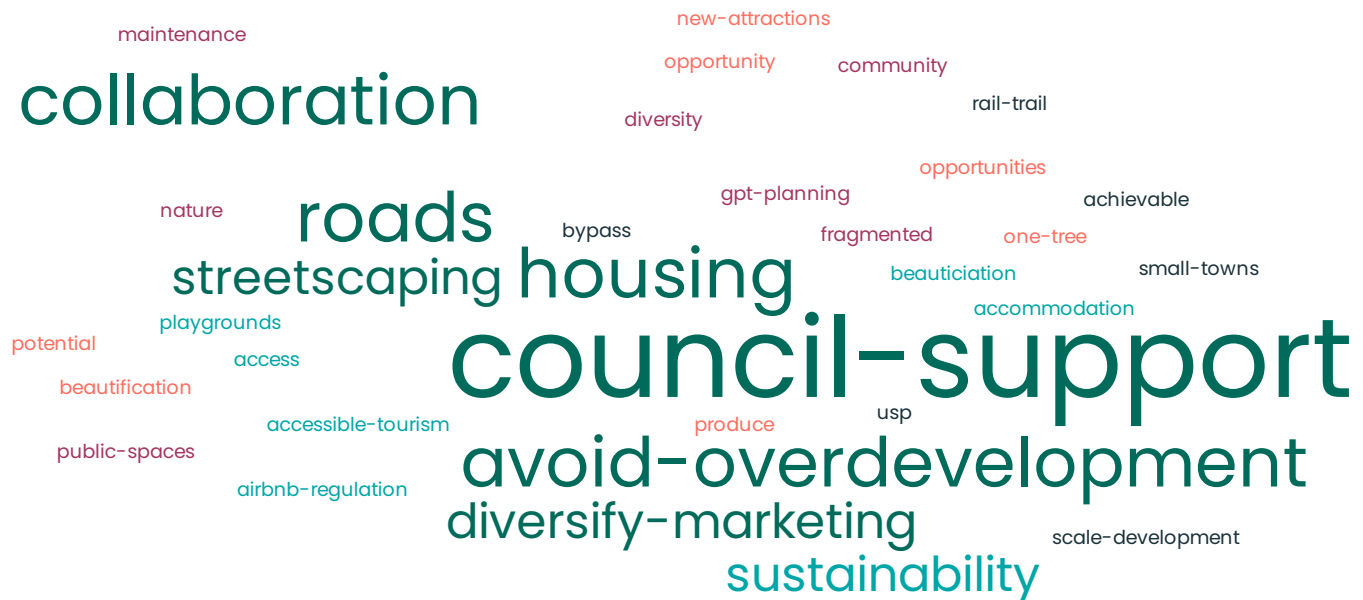 new-attractions
maintenance
opportunity
community
collaboration
rail-trail
diversity
opportunities
gpt-planning
achievable
nature
roads
bypass
fragmented
one-tree
streetscaping
housing
beauticiation
small-towns
accommodation
playgrounds
potential
access
council-support
beautification
usp
accessible-tourism
produce
public-spaces
avoid-overdevelopment
airbnb-regulation
diversify-marketing
scale-development
sustainability